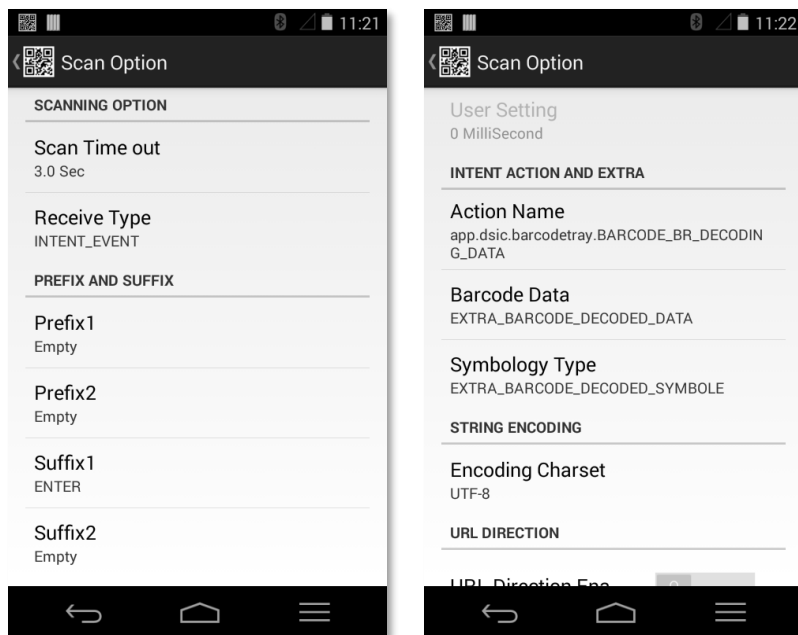 11:21
Scan Option
SCANNING OPTION
Scan Time out
3.0 Sec
Receive Type
INTENT_EVENT
PREFIX AND SUFFIX
Prefix1
Empty
Prefix2
Empty
Suffix1
ENTER
Suffix2
Empty
11:22
Scan Option
User Setting
0 MilliSecond
INTENT ACTION AND EXTRA
Action Name
app.dsic.barcodetray.BARCODE_BR_DECODIN
G_DATA
Barcode Data
EXTRA_BARCODE_DECODED_DATA
Symbology Type
EXTRA_BARCODE_DECODED_SYMBOLE
STRING ENCODING
Encoding Charset
UTF-8
URL DIRECTION
URL Direction Ena